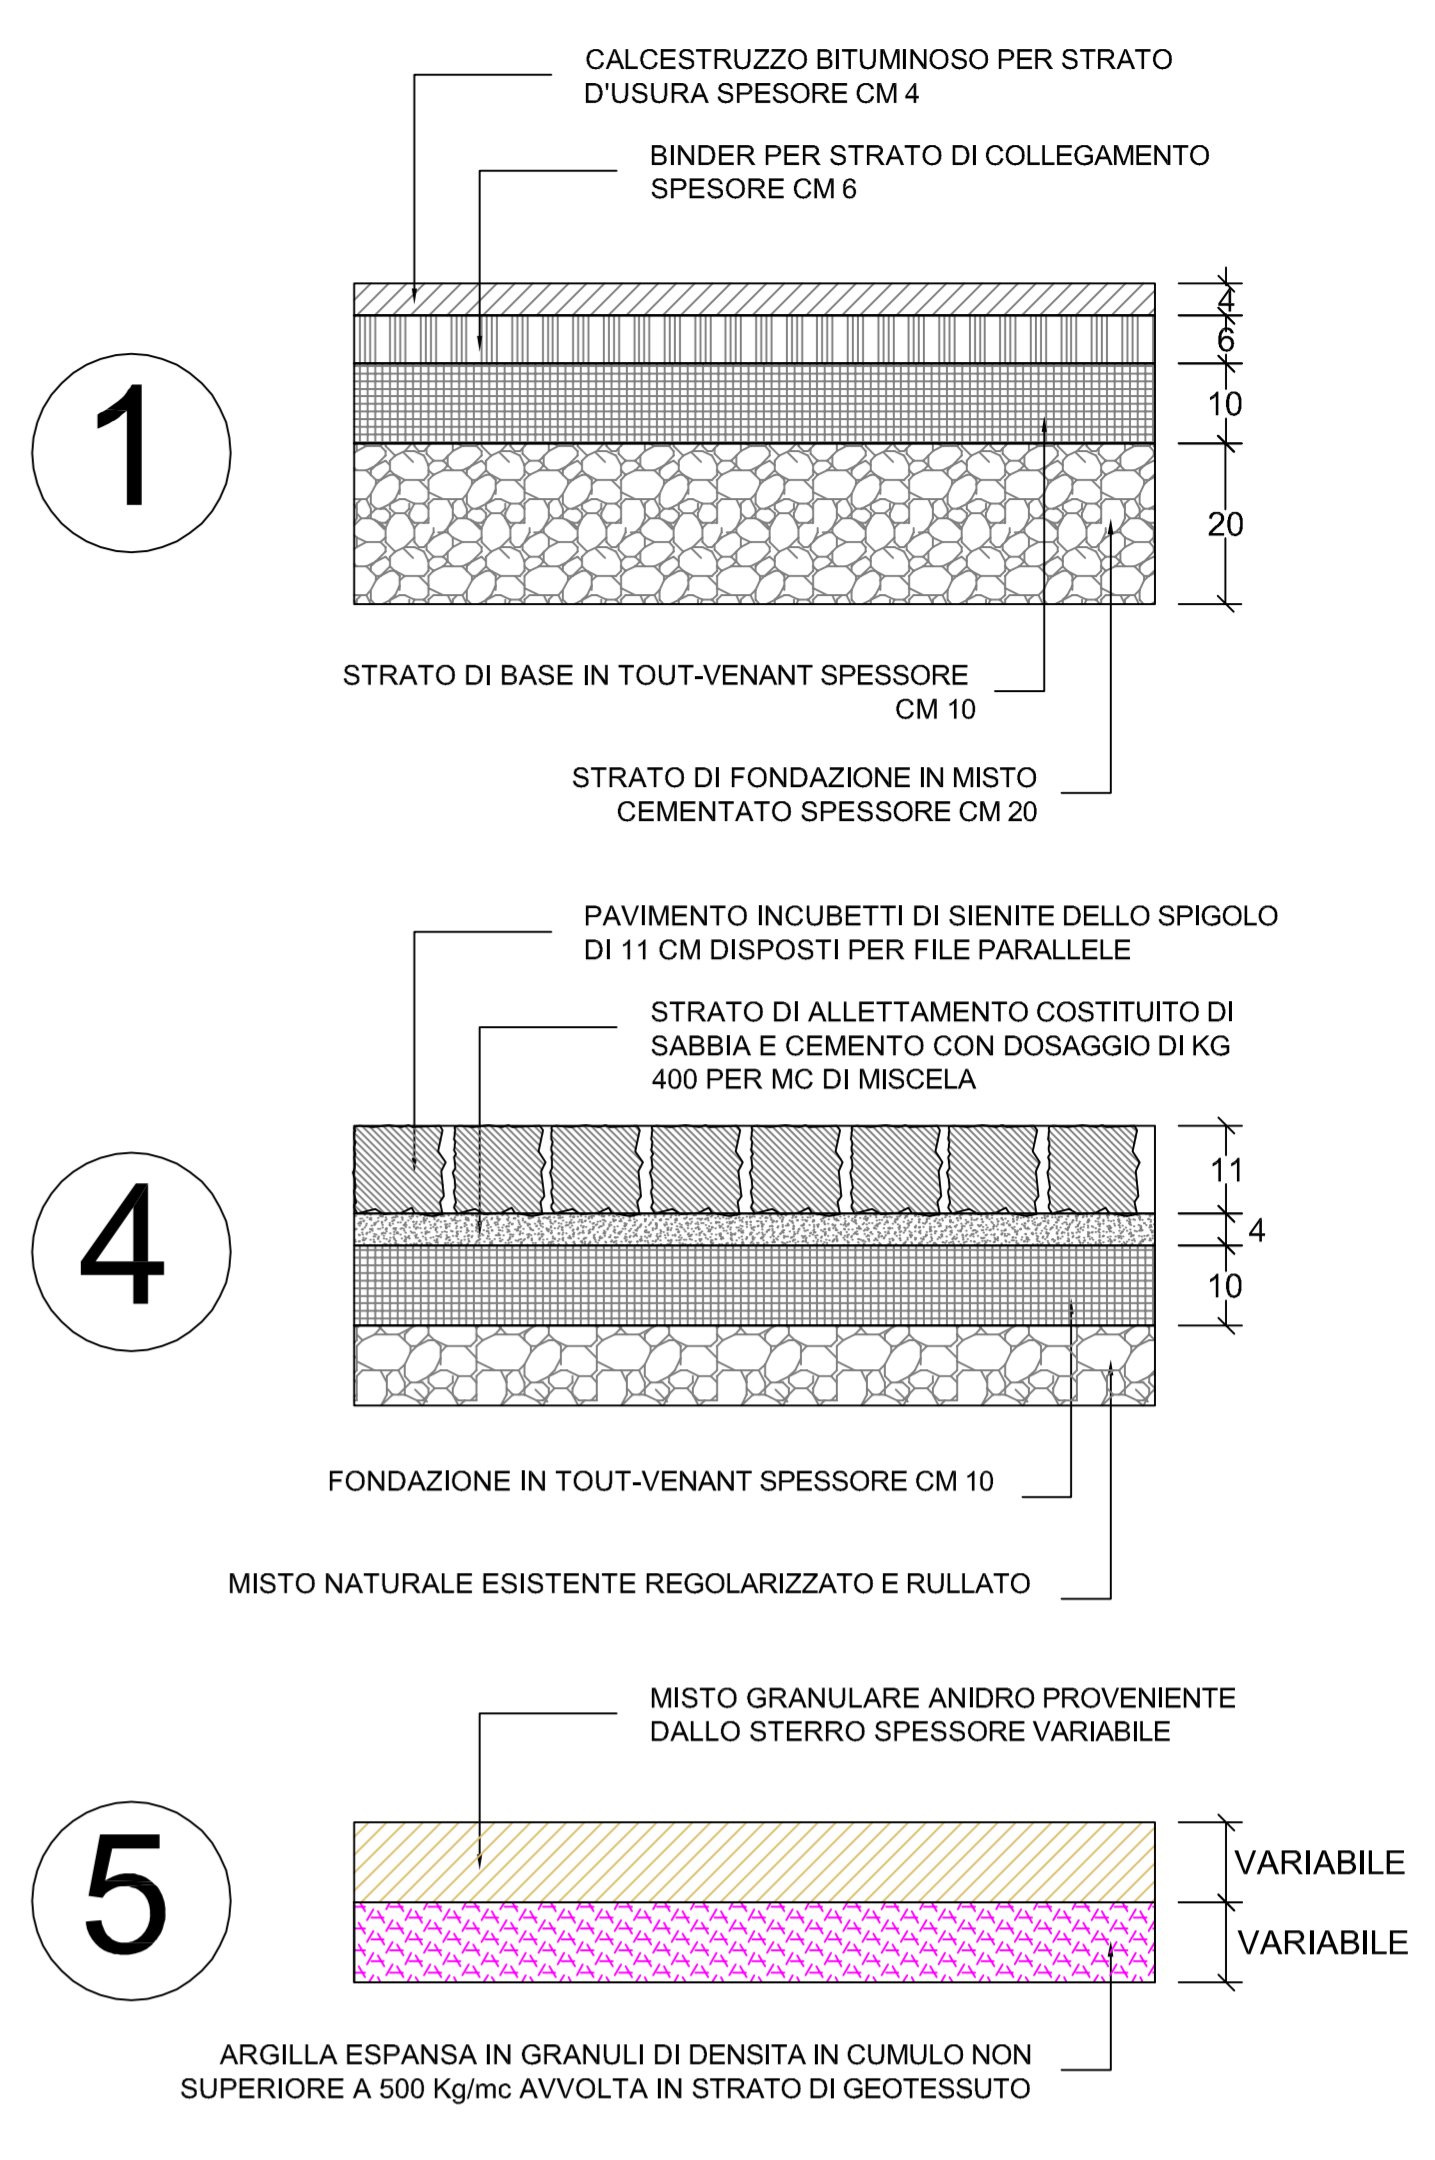 CALCESTRUZZO BITUMINOSO PER STRATO
D'USURA SPESORE CM 4
BINDER PER STRATO DI COLLEGAMENTO
SPESORE CM 6
1
4
6
10
20
STRATO DI BASE IN TOUT-VENANT SPESSORE
CM 10
STRATO DI FONDAZIONE IN MISTO
CEMENTATO SPESSORE CM 20
PAVIMENTO INCUBETTI DI SIENITE DELLO SPIGOLO
DI 11 CM DISPOSTI PER FILE PARALLELE
STRATO DI ALLETTAMENTO COSTITUITO DI
SABBIA E CEMENTO CON DOSAGGIO DI KG
400 PER MC DI MISCELA
4
11
4
10
FONDAZIONE IN TOUT-VENANT SPESSORE CM 10
MISTO NATURALE ESISTENTE REGOLARIZZATO E RULLATO
MISTO GRANULARE ANIDRO PROVENIENTE
DALLO STERRO SPESSORE VARIABILE
5
VARIABILE
VARIABILE
ARGILLA ESPANSA IN GRANULI DI DENSITA IN CUMULO NON
SUPERIORE A 500 Kg/mc AVVOLTA IN STRATO DI GEOTESSUTO